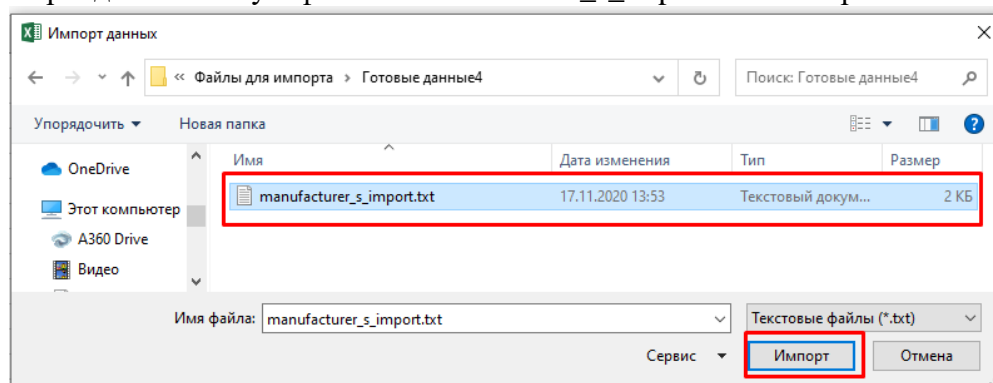 Импорт данных
« Файлы для импорта › Готовые данные4
Поиск: Готовые данные4
Упорядочить
Новая папка
?
Имя
Дата изменения
Тип
Размер
OneDrive
manufacturer_s_import.txt
17.11.2020 13:53
Текстовый докум...
2 КБ
Этот компьютер
A360 Drive
Видео
Имя файла:
manufacturer_s_import.txt
Текстовые файлы (*.txt)
Сервис
Импорт
Отмена